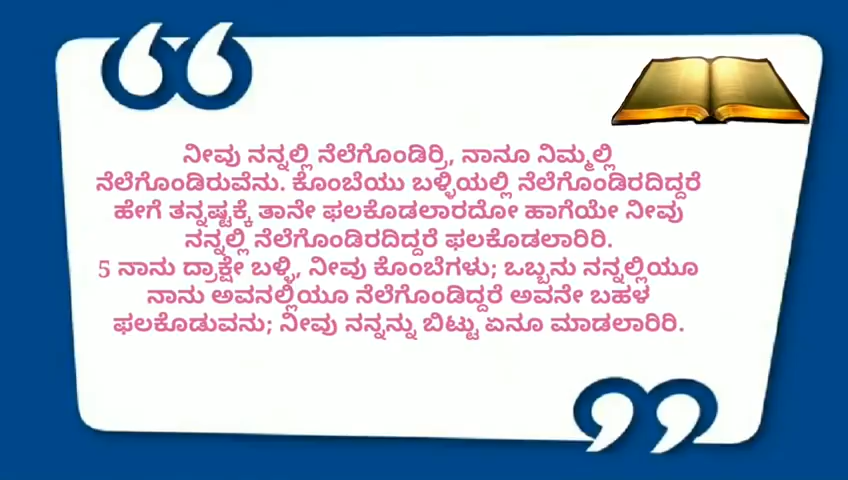 ನೀವು ನನ್ನಲ್ಲಿ ನೆಲೆಗೊಂಡಿರ್ರಿ, ನಾನೂ ನಿಮ್ಮಲ್ಲಿ
ನೆಲೆಗೊಂಡಿರುವೆನು. ಕೊಂಬೆಯು ಬಳ್ಳಿಯಲ್ಲಿ ನೆಲೆಗೊಂಡಿರದಿದ್ದರೆ
ಹೇಗೆ ತನ್ನಷ್ಟಕ್ಕೆ ತಾನೇ ಫಲಕೊಡಲಾರದೋ ಹಾಗೆಯೇ ನೀವು
ನನ್ನಲ್ಲಿ ನೆಲೆಗೊಂಡಿರದಿದ್ದರೆ ಫಲಕೊಡಲಾರಿರಿ.
5 ನಾನು ದ್ರಾಕ್ಷೇ ಬಳ್ಳಿ, ನೀವು ಕೊಂಬೆಗಳು; ಒಬ್ಬನು ನನ್ನಲ್ಲಿಯೂ
ನಾನು ಅವನಲ್ಲಿಯೂ ನೆಲೆಗೊಂಡಿದ್ದರೆ ಅವನೇ ಬಹಳ
ಫಲಕೊಡುವನು; ನೀವು ನನ್ನನ್ನು ಬಿಟ್ಟು ಏನೂ ಮಾಡಲಾರಿರಿ.